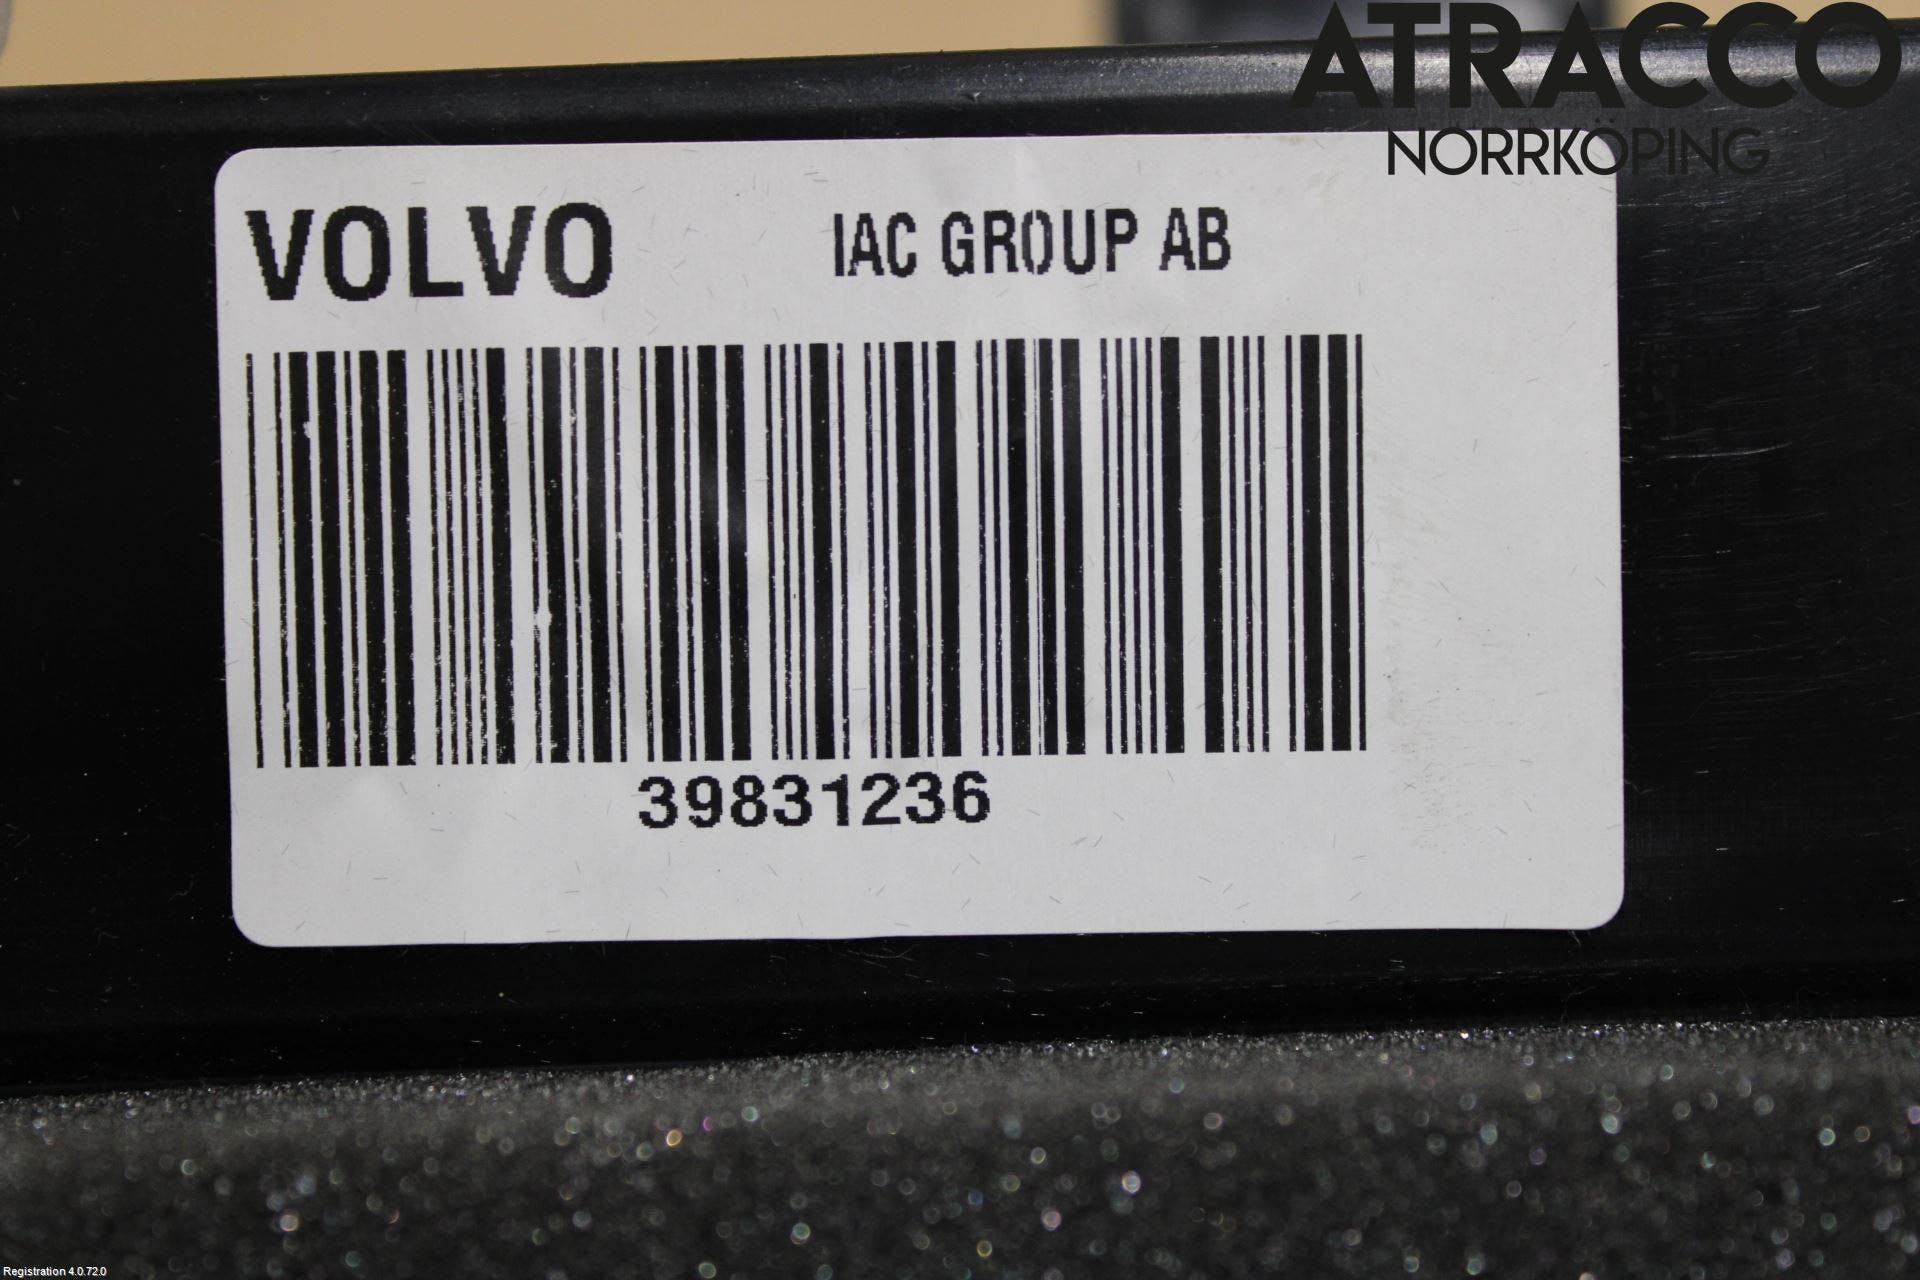 ATRACCO
NORRKÖPING
VOLVO IAC GROUP AB
39831236
Registration 4.0.72.0